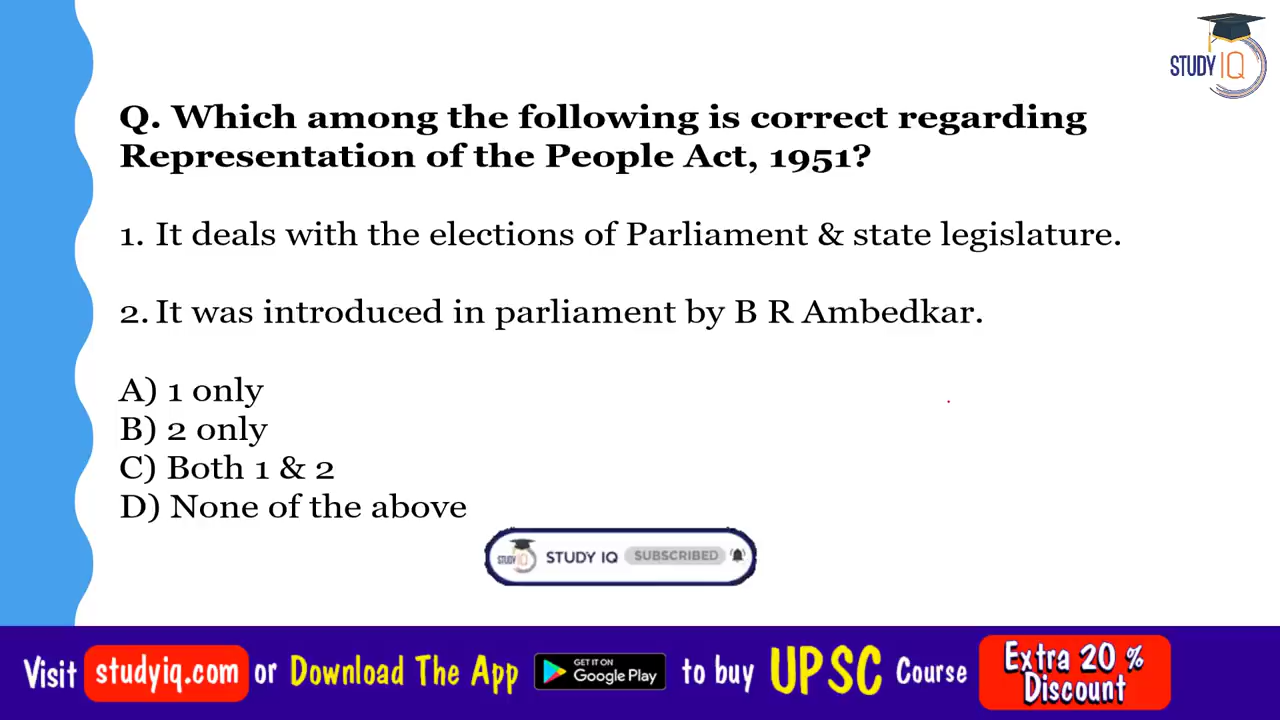 STUDY IQ
Q. Which among the following is correct regarding
Representation of the People Act, 1951?
1. It deals with the elections of Parliament & state legislature.
2. It was introduced in parliament by B R Ambedkar.
A) 1 only
B) 2 only
C) Both 1 & 2
D) None of the above
STUDY IQ STUDY IQ SUBSCRIBED
Visit studyiq.com or Download The App GET IT ON Google Play to buy UPSC Course Extra 20 % Discount